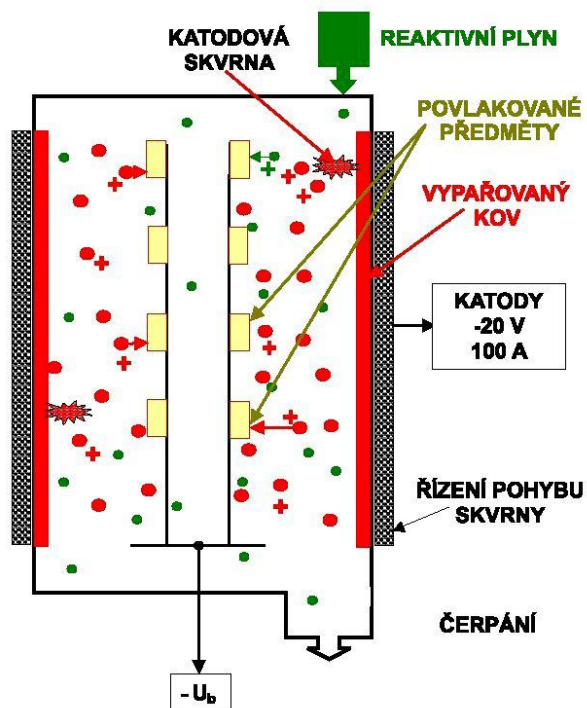 KATODOVÁ
SKVRNA
REAKTIVNÍ PLYN
POVLAKOVANÉ
PŘEDMĚTY
VYPAŘOVANÝ
KOV
KATODY
-20 V
100 A
ŘÍZENÍ POHYBU
SKVRNY
ČERPÁNÍ
- Ub